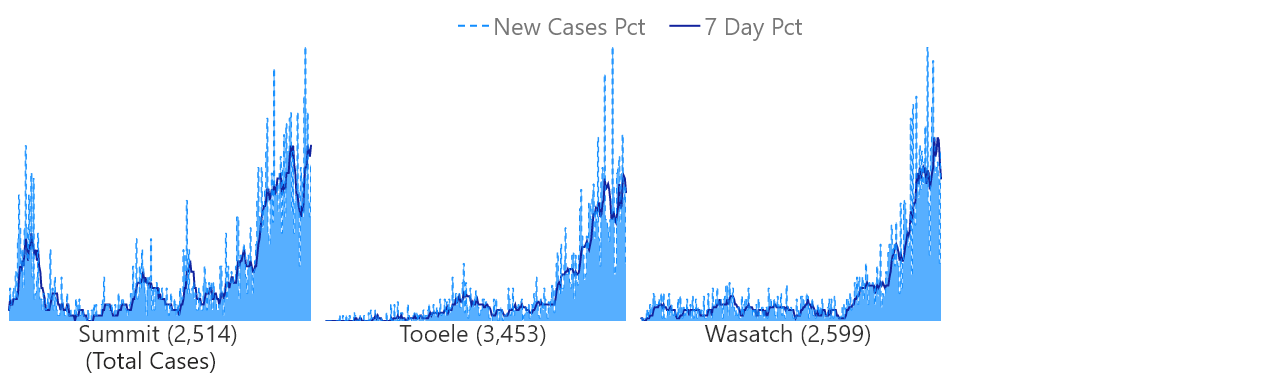 New Cases Pct 7 Day Pct
Summit (2,514) Tooele (3,453) Wasatch (2,599)
(Total Cases)